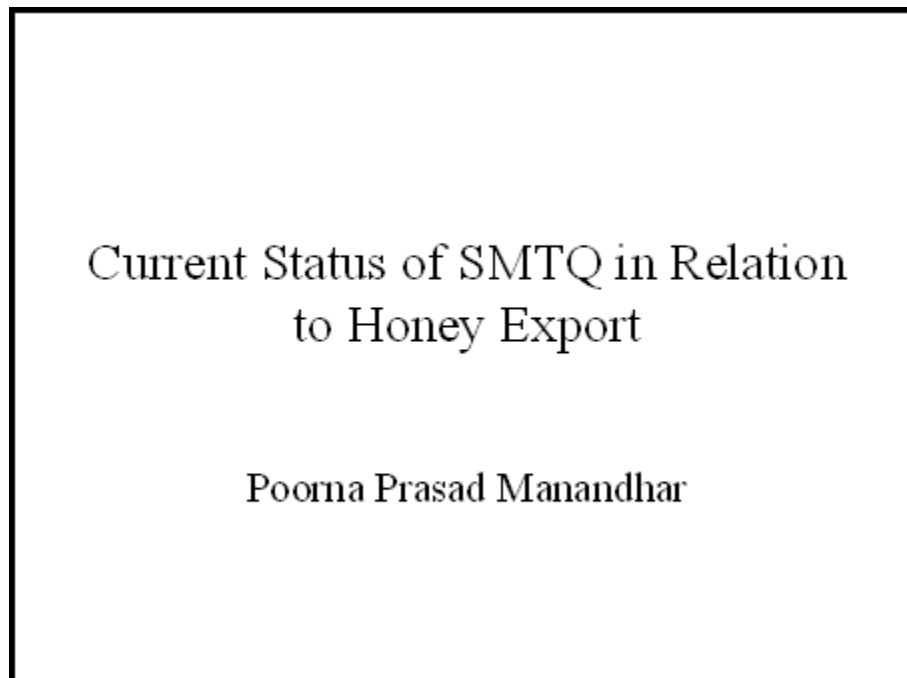 Current Status of SMTQ in Relation
to Honey Export
Poorna Prasad Manandhar